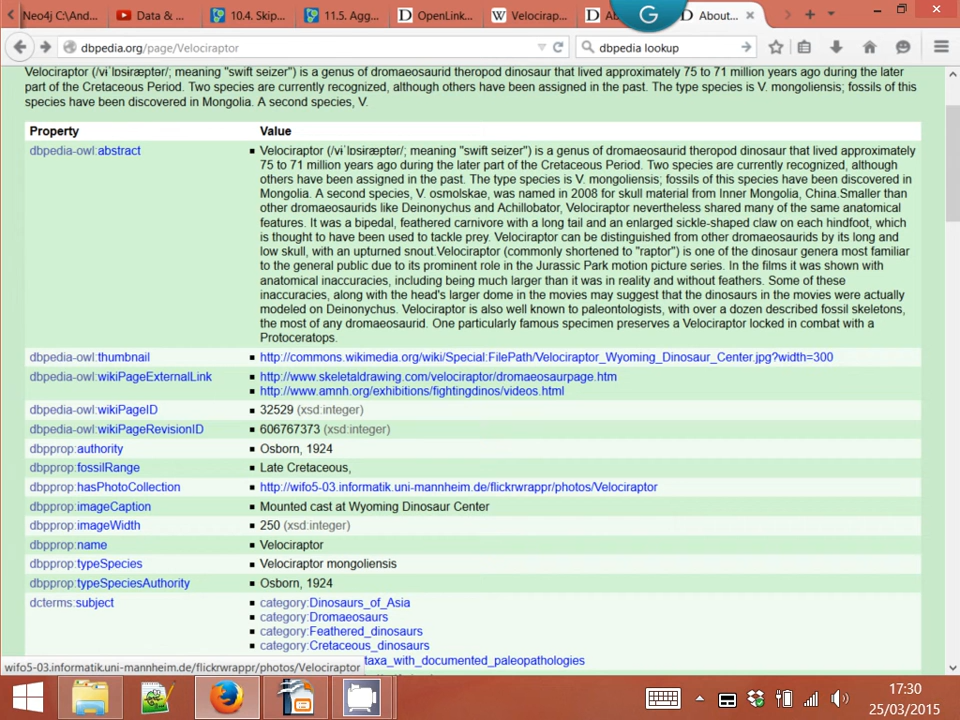 Neo4j C:\And...
Data & ...
10.4. Skip...
11.5. Agg...
OpenLink...
Velocirap...
G
About...
dbpedia.org/page/Velociraptor
dbpedia lookup
Velociraptor (/vɨˈlɒsɨræptər/; meaning "swift seizer") is a genus of dromaeosaurid theropod dinosaur that lived approximately 75 to 71 million years ago during the later
part of the Cretaceous Period. Two species are currently recognized, although others have been assigned in the past. The type species is V. mongoliensis; fossils of this
species have been discovered in Mongolia. A second species, V.
Property Value
dbpedia-owl:abstract
▪ Velociraptor (/vɨˈlɒsɨræptər/; meaning "swift seizer") is a genus of dromaeosaurid theropod dinosaur that lived approximately
75 to 71 million years ago during the later part of the Cretaceous Period. Two species are currently recognized, although
others have been assigned in the past. The type species is V. mongoliensis; fossils of this species have been discovered in
Mongolia. A second species, V. osmolskae, was named in 2008 for skull material from Inner Mongolia, China.Smaller than
other dromaeosaurids like Deinonychus and Achillobator, Velociraptor nevertheless shared many of the same anatomical
features. It was a bipedal, feathered carnivore with a long tail and an enlarged sickle-shaped claw on each hindfoot, which
is thought to have been used to tackle prey. Velociraptor can be distinguished from other dromaeosaurids by its long and
low skull, with an upturned snout.Velociraptor (commonly shortened to "raptor") is one of the dinosaur genera most familiar
to the general public due to its prominent role in the Jurassic Park motion picture series. In the films it was shown with
anatomical inaccuracies, including being much larger than it was in reality and without feathers. Some of these
inaccuracies, along with the head's larger dome in the movies may suggest that the dinosaurs in the movies were actually
modeled on Deinonychus. Velociraptor is also well known to paleontologists, with over a dozen described fossil skeletons,
the most of any dromaeosaurid. One particularly famous specimen preserves a Velociraptor locked in combat with a
Protoceratops.
dbpedia-owl:thumbnail ▪ http://commons.wikimedia.org/wiki/Special:FilePath/Velociraptor_Wyoming_Dinosaur_Center.jpg?width=300
dbpedia-owl:wikiPageExternalLink ▪ http://www.skeletaldrawing.com/velociraptor/dromaeosaurpage.htm
▪ http://www.amnh.org/exhibitions/fightingdinos/videos.html
dbpedia-owl:wikiPageID ▪ 32529 (xsd:integer)
dbpedia-owl:wikiPageRevisionID ▪ 606767373 (xsd:integer)
dbpprop:authority ▪ Osborn, 1924
dbpprop:fossilRange ▪ Late Cretaceous,
dbpprop:hasPhotoCollection ▪ http://wifo5-03.informatik.uni-mannheim.de/flickrwrappr/photos/Velociraptor
dbpprop:imageCaption ▪ Mounted cast at Wyoming Dinosaur Center
dbpprop:imageWidth ▪ 250 (xsd:integer)
dbpprop:name ▪ Velociraptor
dbpprop:typeSpecies ▪ Velociraptor mongoliensis
dbpprop:typeSpeciesAuthority ▪ Osborn, 1924
dcterms:subject ▪ category:Dinosaurs_of_Asia
▪ category:Dromaeosaurs
▪ category:Feathered_dinosaurs
▪ category:Cretaceous_dinosaurs
taxa_with_documented_paleopathologies
wifo5-03.informatik.uni-mannheim.de/flickrwrappr/photos/Velociraptor
17:30
25/03/2015